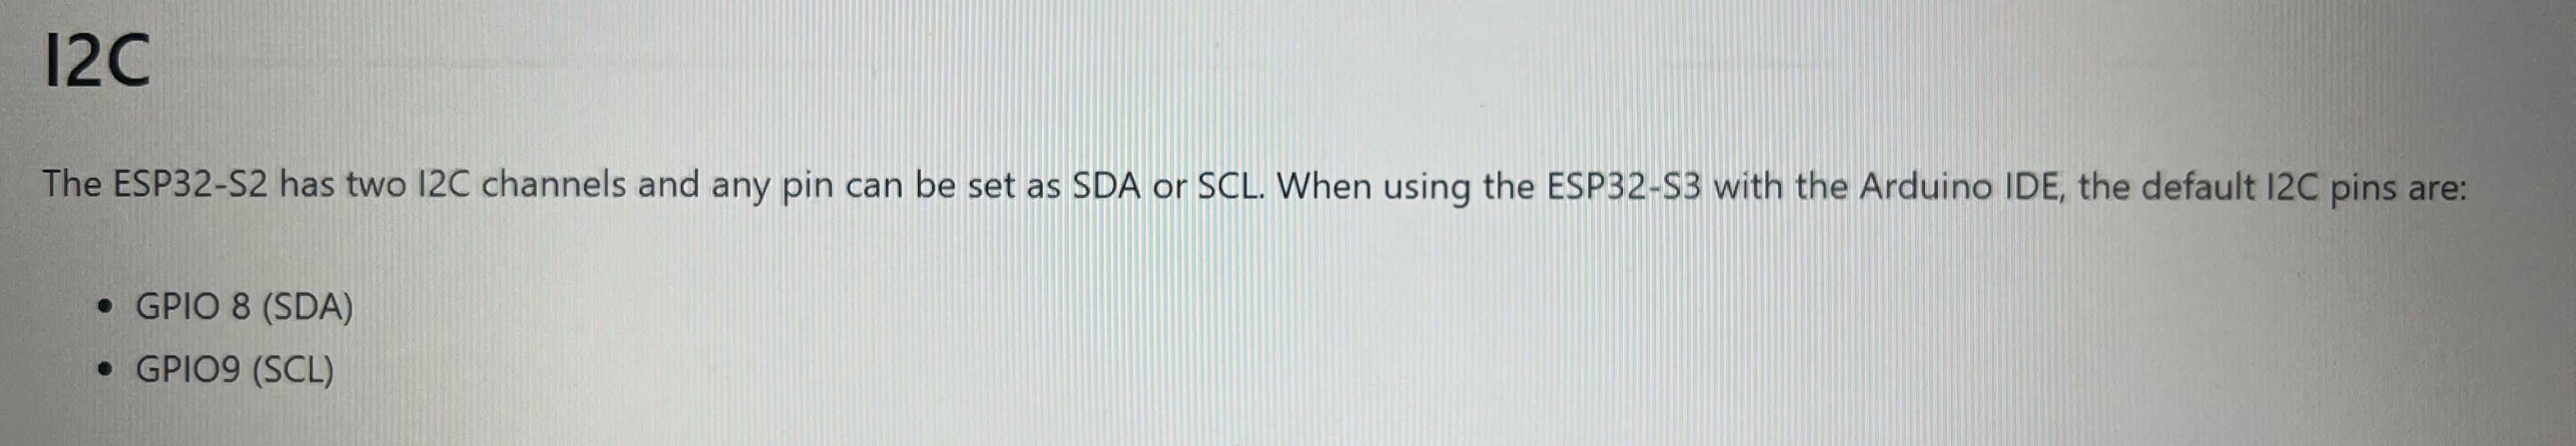 I2C
The ESP32-S2 has two I2C channels and any pin can be set as SDA or SCL. When using the ESP32-S3 with the Arduino IDE, the default I2C pins are:
• GPIO 8 (SDA)
• GPIO9 (SCL)